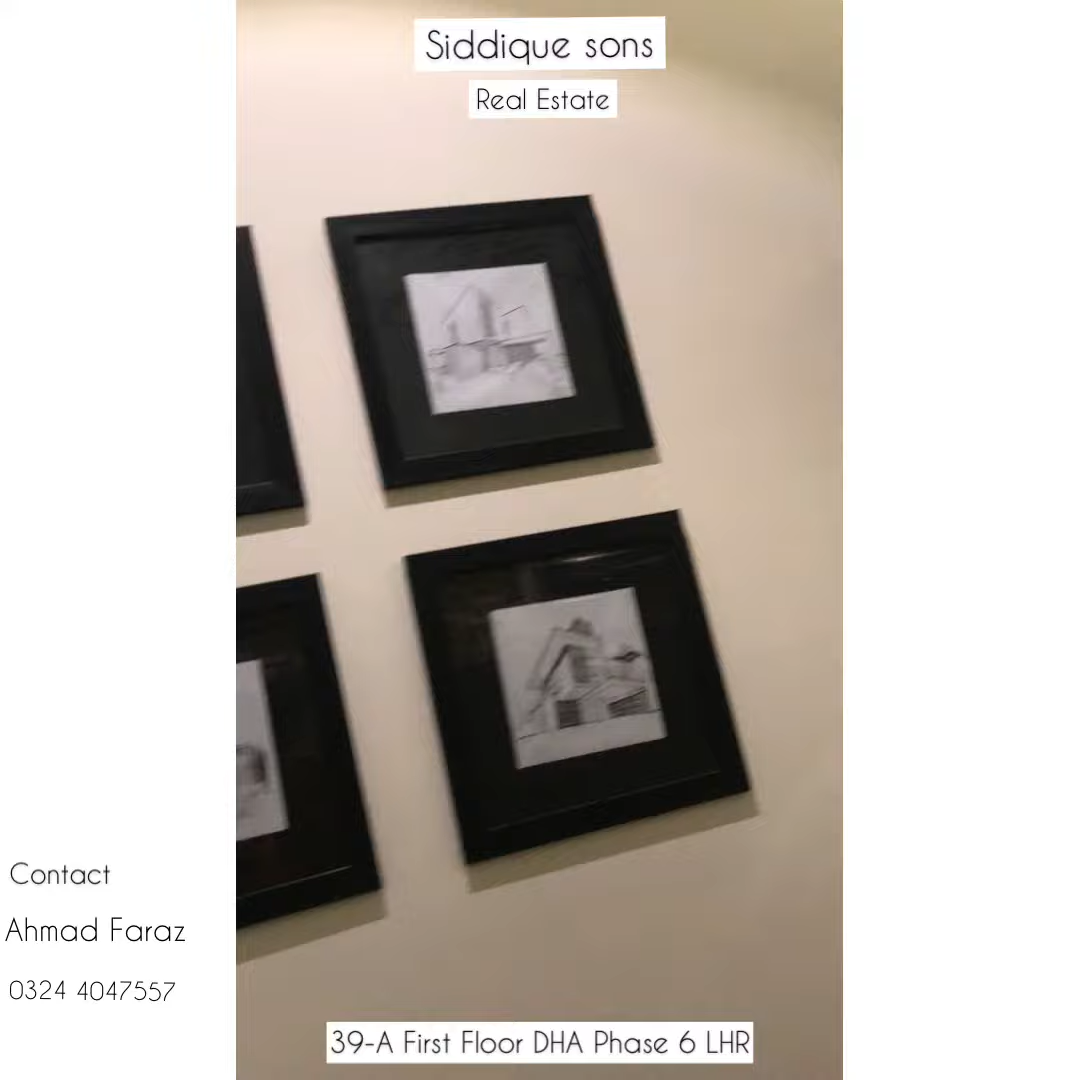 Siddique sons
Real Estate
Contact
Ahmad Faraz
0324 4047557
39-A First Floor DHA Phase 6 LHR